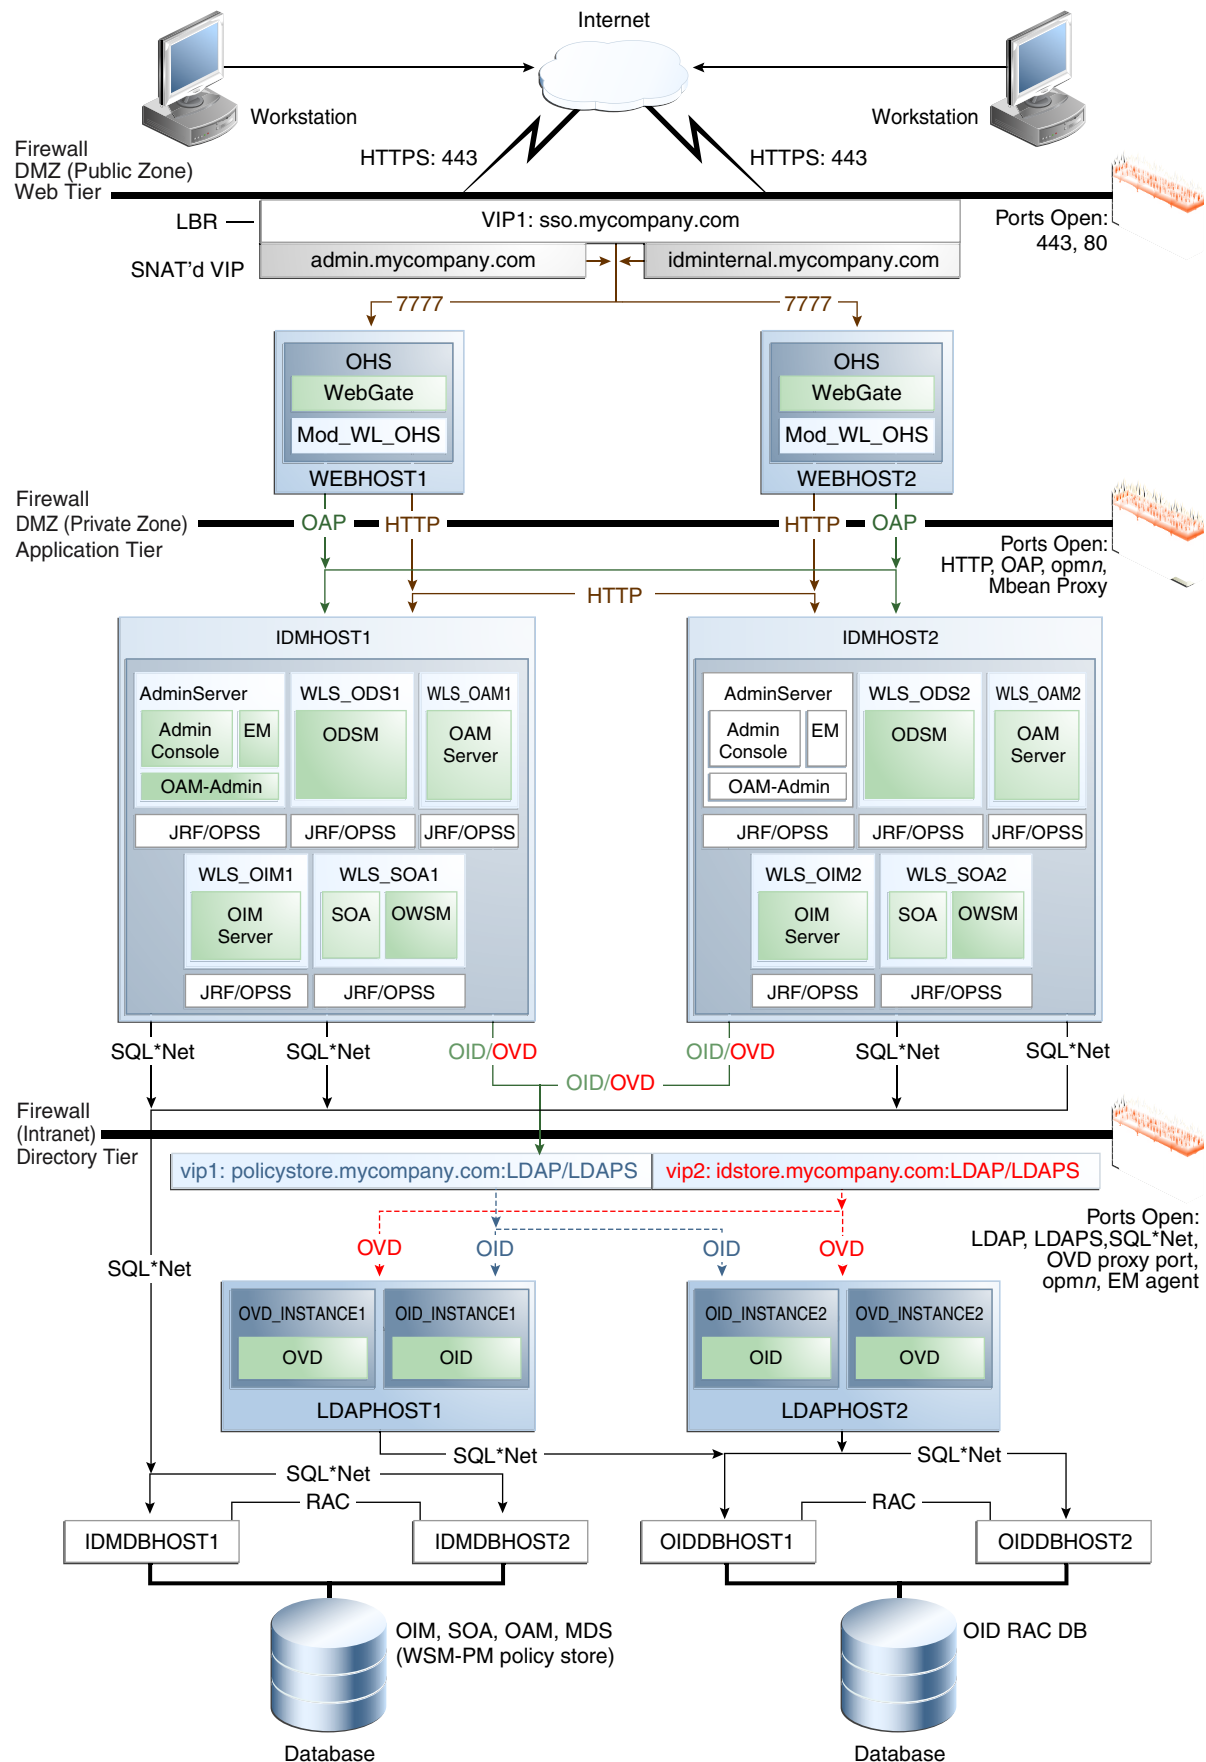 Internet
Workstation
Workstation
HTTPS: 443
HTTPS: 443
Firewall
DMZ (Public Zone)
Web Tier
LBR
VIP1: sso.mycompany.com
Ports Open:
443, 80
SNAT'd VIP
admin.mycompany.com
idminternal.mycompany.com
7777
7777
OHS
WebGate
Mod_WL_OHS
WEBHOST1
OHS
WebGate
Mod_WL_OHS
WEBHOST2
Firewall
DMZ (Private Zone)
Application Tier
OAP
HTTP
HTTP
OAP
Ports Open:
HTTP, OAP, opmn,
Mbean Proxy
HTTP
IDMHOST1
AdminServer
Admin
Console
EM
OAM-Admin
WLS_ODS1
ODSM
WLS_OAM1
OAM
Server
JRF/OPSS
JRF/OPSS
JRF/OPSS
WLS_OIM1
OIM
Server
WLS_SOA1
SOA
OWSM
JRF/OPSS
JRF/OPSS
IDMHOST2
AdminServer
Admin
Console
EM
OAM-Admin
WLS_ODS2
ODSM
WLS_OAM2
OAM
Server
JRF/OPSS
JRF/OPSS
JRF/OPSS
WLS_OIM2
OIM
Server
WLS_SOA2
SOA
OWSM
JRF/OPSS
JRF/OPSS
SQL*Net
SQL*Net
OID/OVD
OID/OVD
SQL*Net
SQL*Net
OID/OVD
Firewall
(Intranet)
Directory Tier
vip1: policystore.mycompany.com:LDAP/LDAPS
vip2: idstore.mycompany.com:LDAP/LDAPS
Ports Open:
LDAP, LDAPS,SQL*Net,
OVD proxy port,
opmn, EM agent
OVD
OID
OID
OVD
SQL*Net
OVD_INSTANCE1
OVD
OID_INSTANCE1
OID
LDAPHOST1
OID_INSTANCE2
OID
OVD_INSTANCE2
OVD
LDAPHOST2
SQL*Net
SQL*Net
SQL*Net
RAC
RAC
IDMDBHOST1
IDMDBHOST2
OIDDBHOST1
OIDDBHOST2
OIM, SOA, OAM, MDS
(WSM-PM policy store)
OID RAC DB
Database
Database